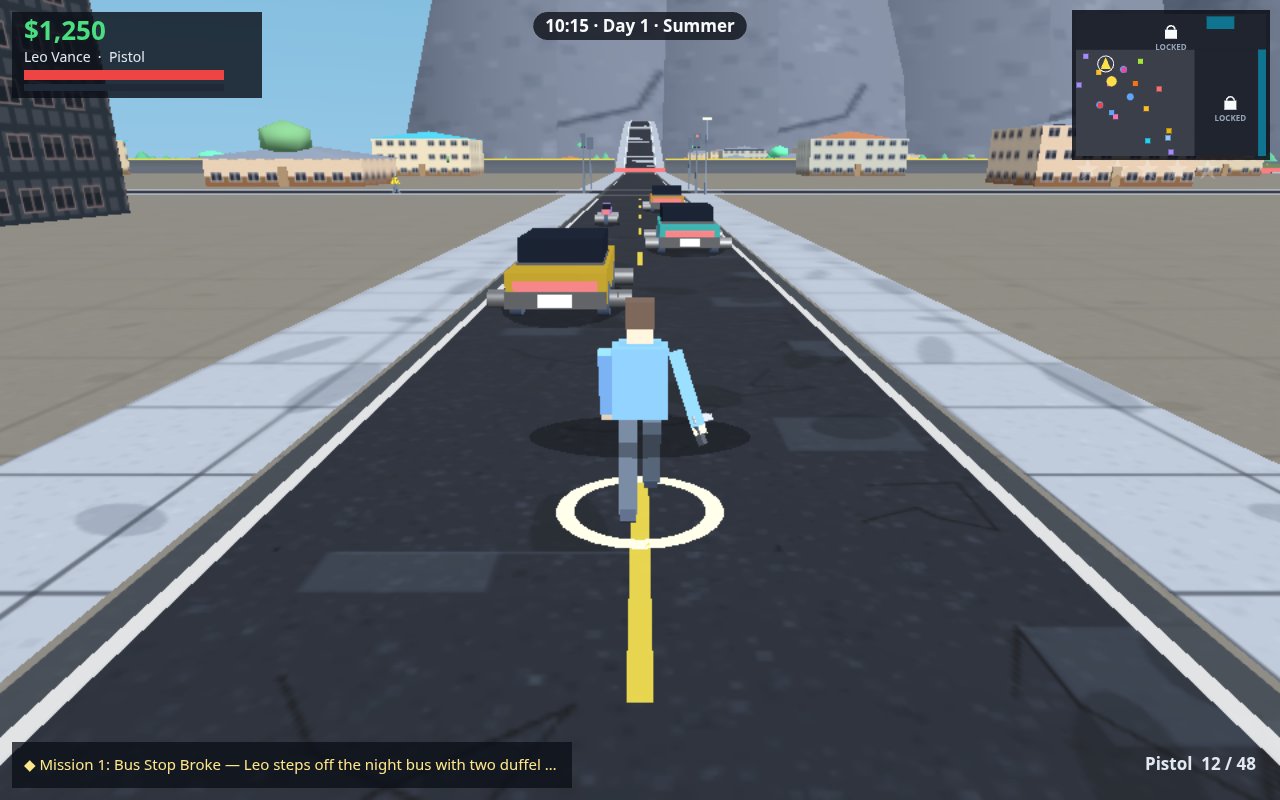 $1,250
Leo Vance · Pistol
10:15 · Day 1 · Summer
LOCKED
LOCKED
◆ Mission 1: Bus Stop Broke — Leo steps off the night bus with two duffel ...
Pistol 12 / 48